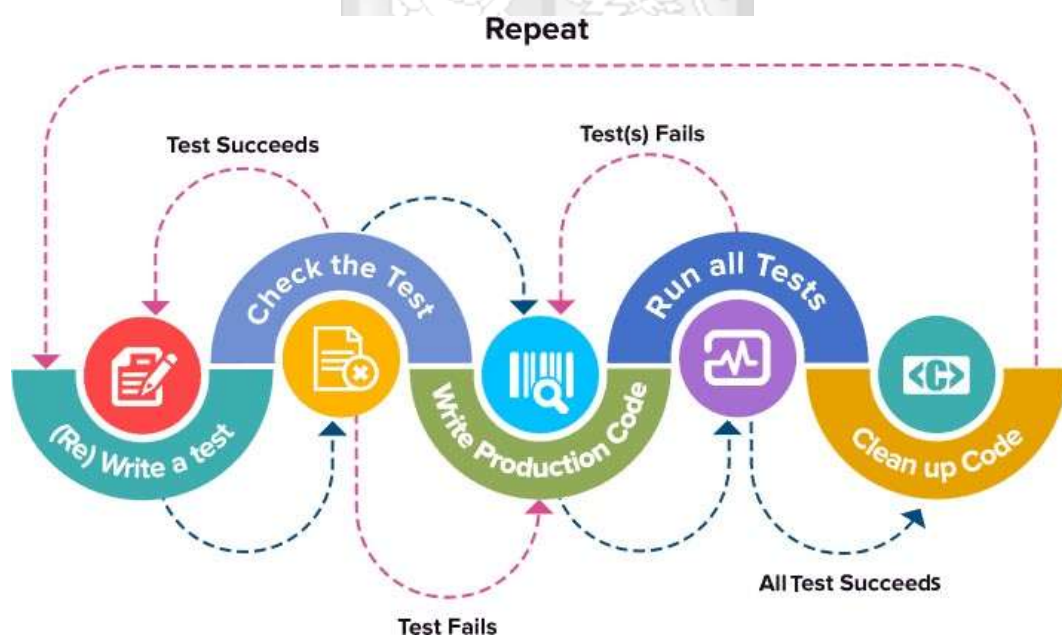 Repeat
Test Succeeds
Test(s) Fails
Check the Test
Run all Tests
<C>
(Re) Write a test
Write Production Code
Clean up Code
All Test Succeeds
Test Fails